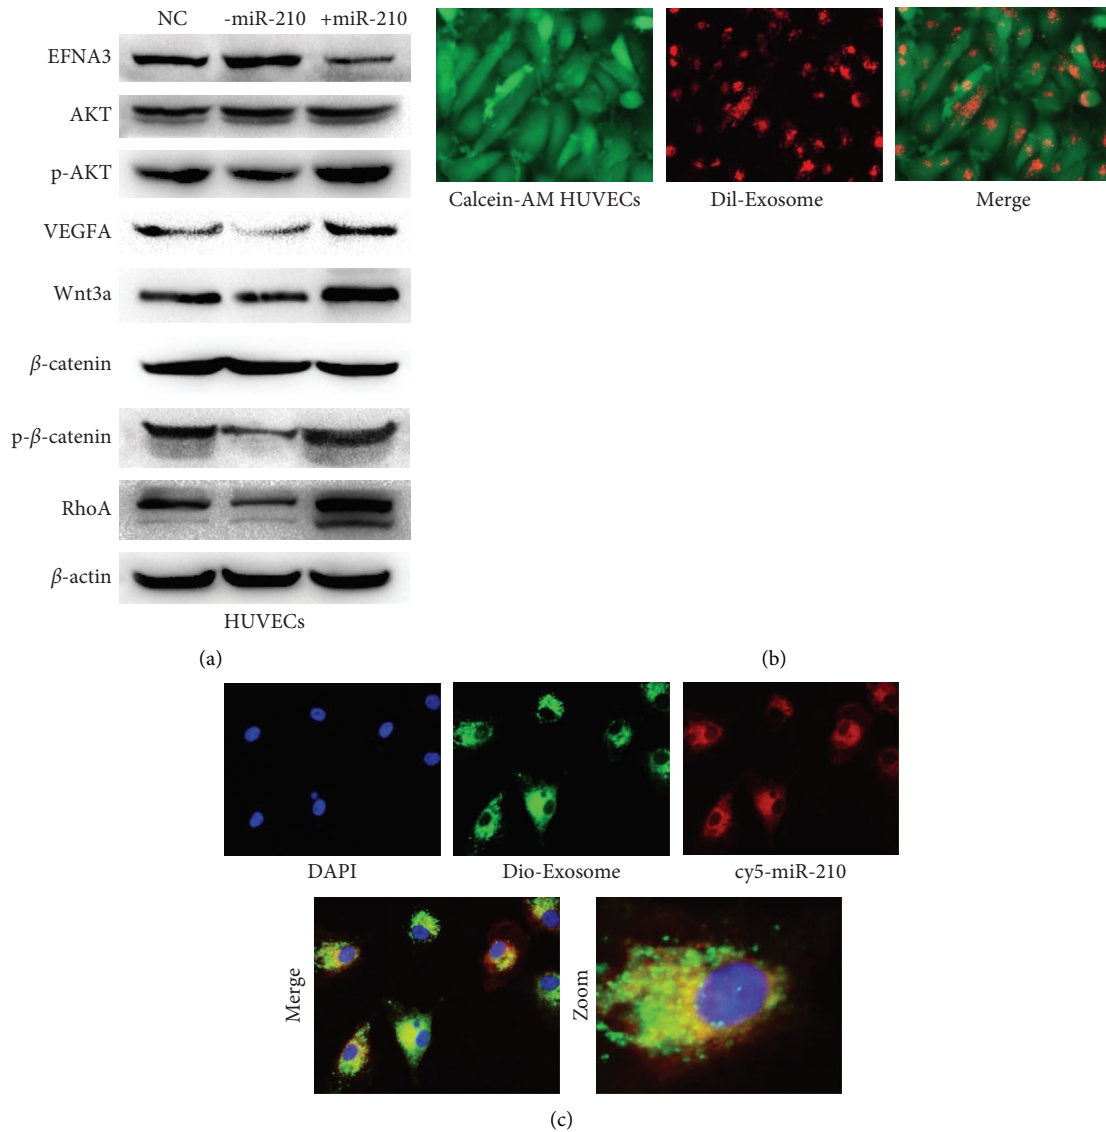 NC -miR-210 +miR-210
EFNA3
AKT
p-AKT
VEGFA
Wnt3a
β-catenin
p-β-catenin
RhoA
β-actin
HUVECs
(a)
Calcein-AM HUVECs
Dil-Exosome
Merge
(b)
DAPI
Dio-Exosome
cy5-miR-210
Merge
Zoom
(c)